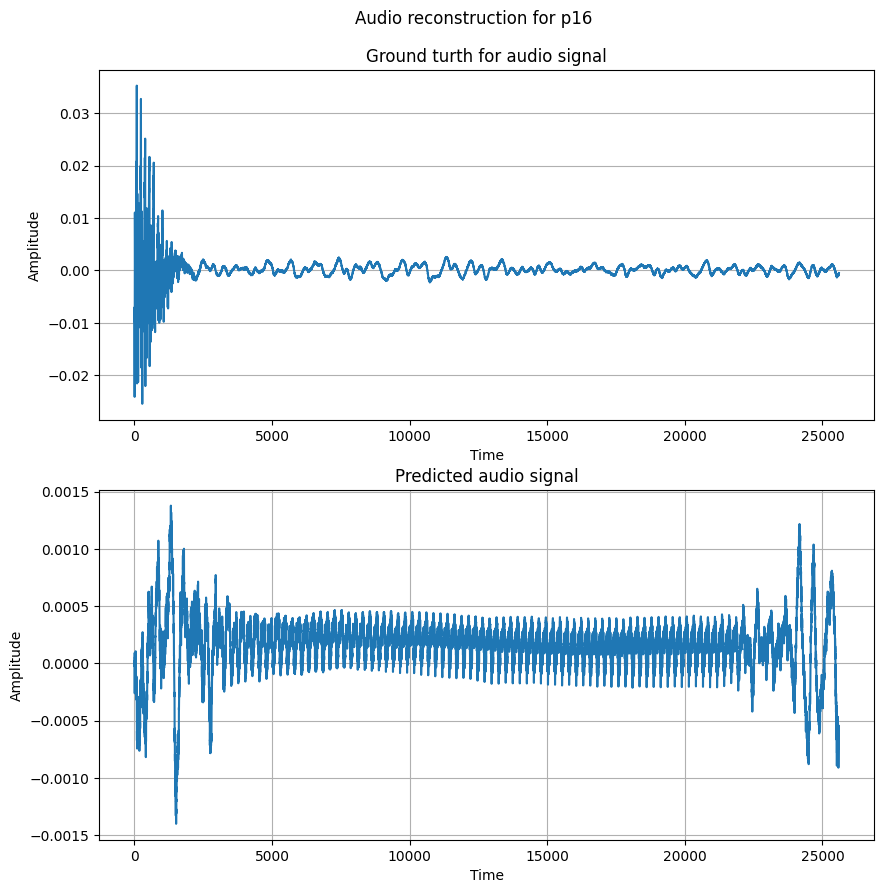 Audio reconstruction for p16
Ground turth for audio signal
0.03
0.02
0.01
0.00
−0.01
−0.02
Amplitude
0 5000 10000 15000 20000 25000
Time
Predicted audio signal
0.0015
0.0010
0.0005
0.0000
−0.0005
−0.0010
−0.0015
Amplitude
0 5000 10000 15000 20000 25000
Time